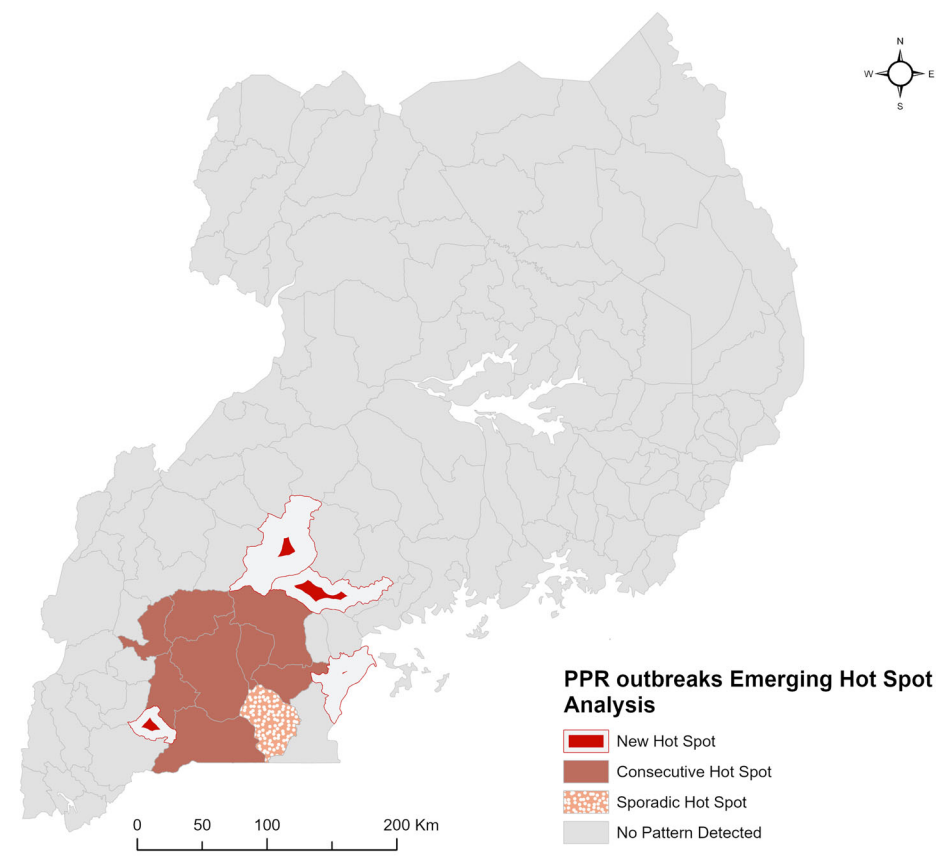 N
W E
S
PPR outbreaks Emerging Hot Spot
Analysis
New Hot Spot
Consecutive Hot Spot
Sporadic Hot Spot
No Pattern Detected
0 50 100 200 Km